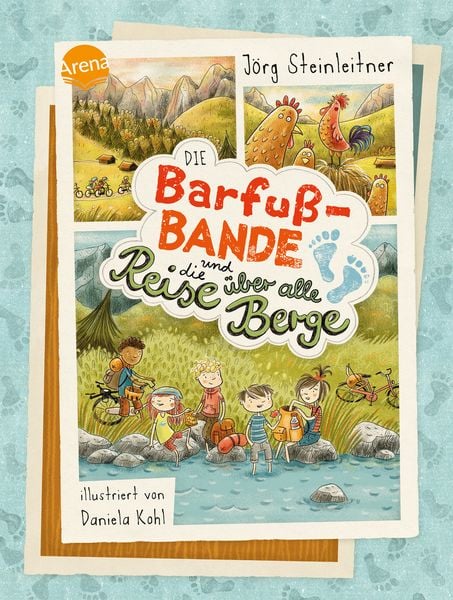 Arena
Jörg Steinleitner
DIE
Barfuß-
BANDE
und
die
Reise über alle
Berge
illustriert von
Daniela Kohl